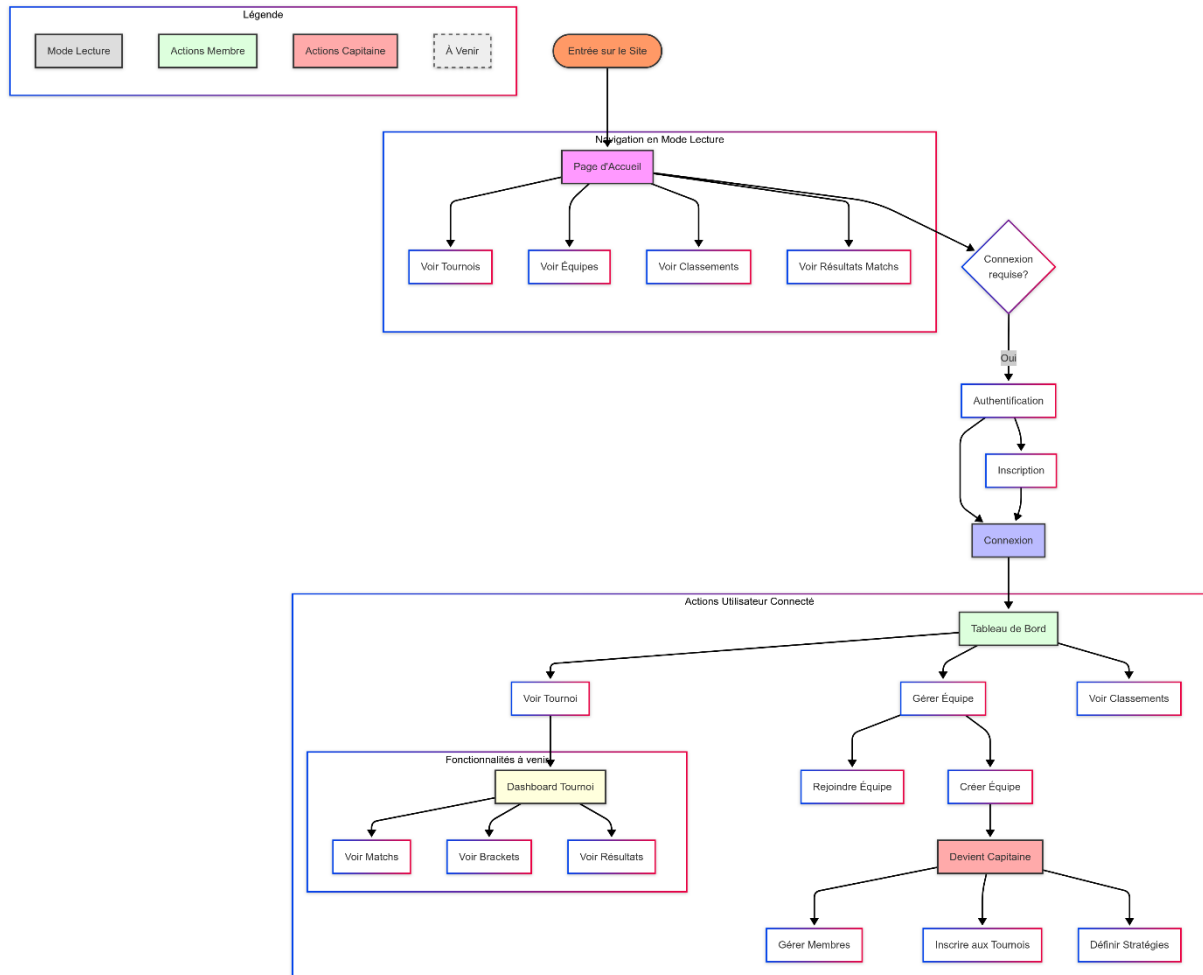 Légende
Mode Lecture
Actions Membre
Actions Capitaine
À Venir
Entrée sur le Site
Navigation en Mode Lecture
Page d'Accueil
Voir Tournois
Voir Équipes
Voir Classements
Voir Résultats Matchs
Connexion
requise?
Oui
Authentification
Inscription
Connexion
Actions Utilisateur Connecté
Tableau de Bord
Voir Tournoi
Gérer Équipe
Voir Classements
Fonctionnalités à venir
Dashboard Tournoi
Rejoindre Équipe
Créer Équipe
Voir Matchs
Voir Brackets
Voir Résultats
Devient Capitaine
Gérer Membres
Inscrire aux Tournois
Définir Stratégies